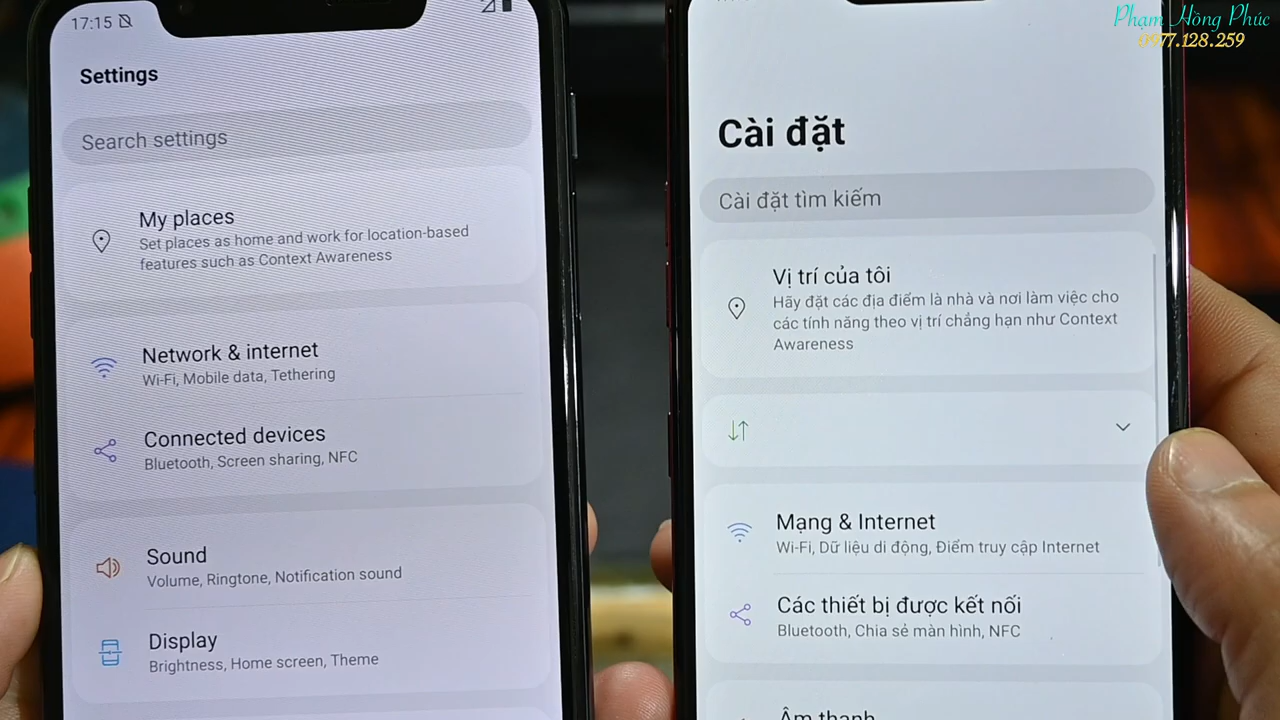 Phạm Hồng Phúc
0977.128.259
17:15
Settings
Search settings
My places
Set places as home and work for location-based
features such as Context Awareness
Network & internet
Wi-Fi, Mobile data, Tethering
Connected devices
Bluetooth, Screen sharing, NFC
Sound
Volume, Ringtone, Notification sound
Display
Brightness, Home screen, Theme
Cài đặt
Cài đặt tìm kiếm
Vị trí của tôi
Hãy đặt các địa điểm là nhà và nơi làm việc cho
các tính năng theo vị trí chẳng hạn như Context
Awareness
Mạng & Internet
Wi-Fi, Dữ liệu di động, Điểm truy cập Internet
Các thiết bị được kết nối
Bluetooth, Chia sẻ màn hình, NFC
Âm thanh